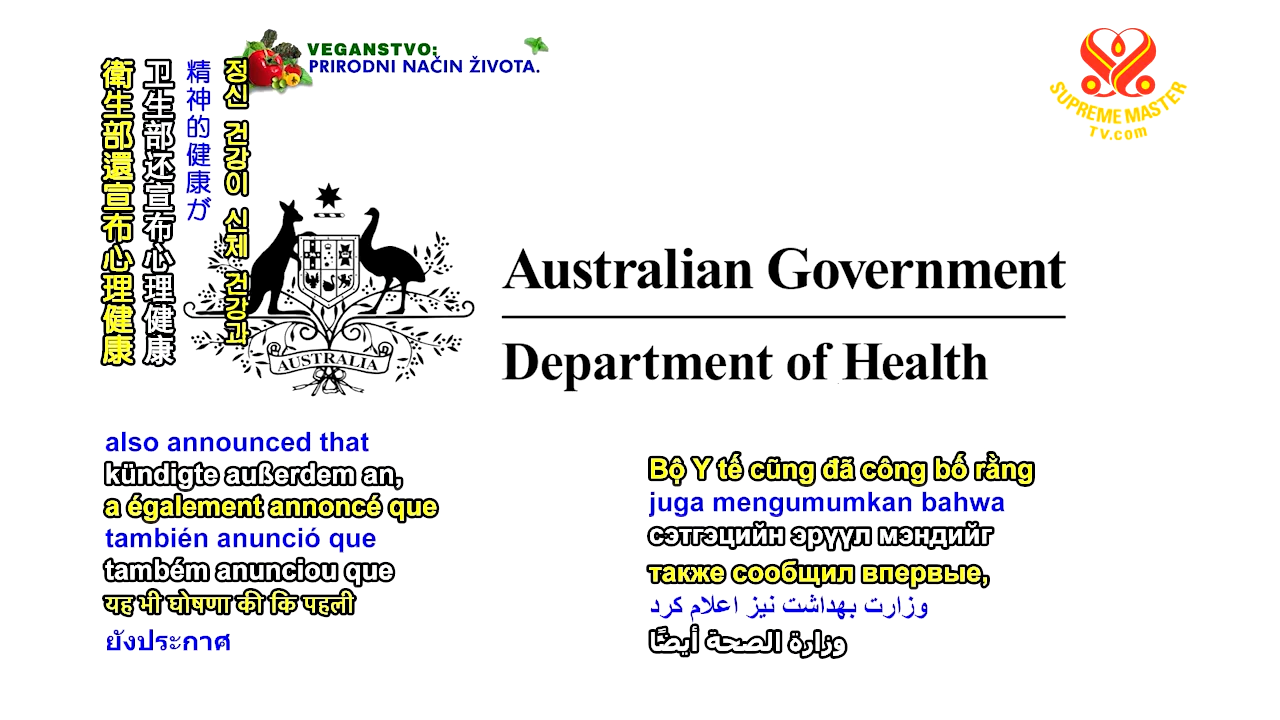 VEGANSTVO:
PRIRODNI NAČIN ŽIVOTA.
SUPREME MASTER
TV.com
衛生部還宣布心理健康
卫生部还宣布心理健康
精神的健康が
정신 건강이 신체 건강과
AUSTRALIA
Australian Government
Department of Health
also announced that
kündigte außerdem an,
a également annoncé que
también anunció que
também anunciou que
यह भी घोषणा की कि पहली
ยังประกาศ
Bộ Y tế cũng đã công bố rằng
juga mengumumkan bahwa
сэтгэцийн эрүүл мэндийг
также сообщил впервые,
وزارت بهداشت نیز اعلام کرد
وزارة الصحة أيضًا